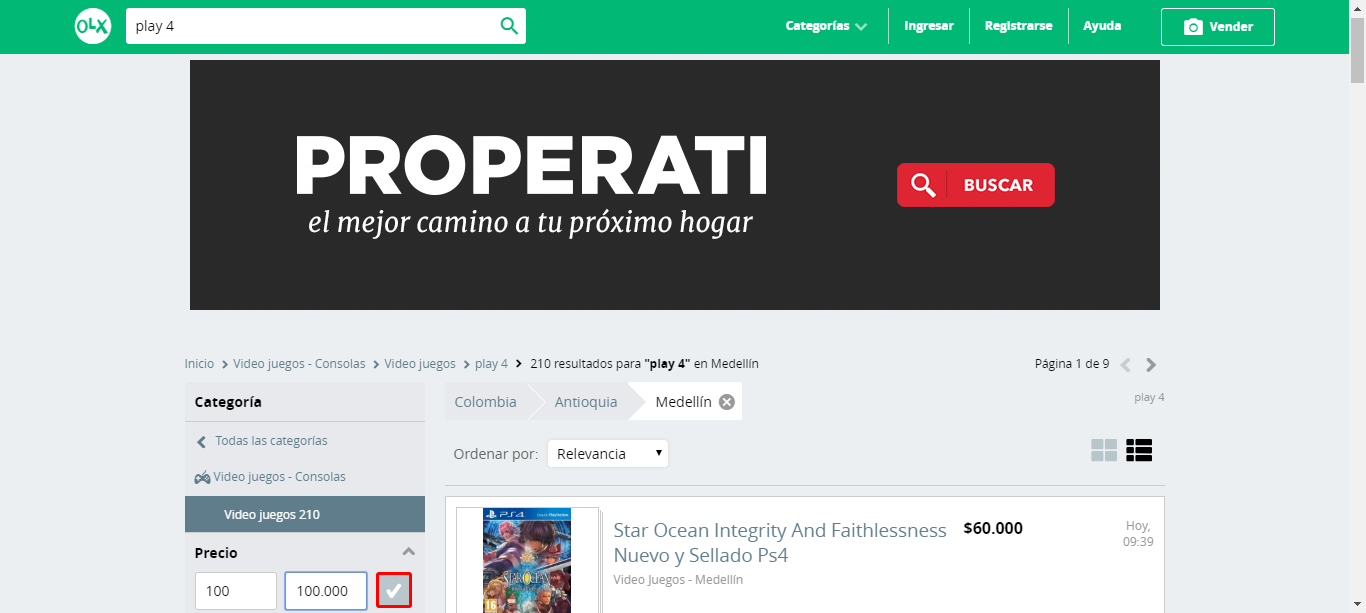 OLX
play 4
Categorías
Ingresar
Registrarse
Ayuda
Vender
PROPERATI
el mejor camino a tu próximo hogar
BUSCAR
Inicio > Video juegos - Consolas > Video juegos > play 4 > 210 resultados para "play 4" en Medellín
Página 1 de 9
Categoría
Todas las categorías
Video juegos - Consolas
Video juegos 210
Precio
100
100.000
Colombia
Antioquia
Medellín
play 4
Ordenar por:
Relevancia
PS4
STAR OCEAN
16
Star Ocean Integrity And Faithlessness
Nuevo y Sellado Ps4
Video Juegos - Medellín
$60.000
Hoy,
09:39